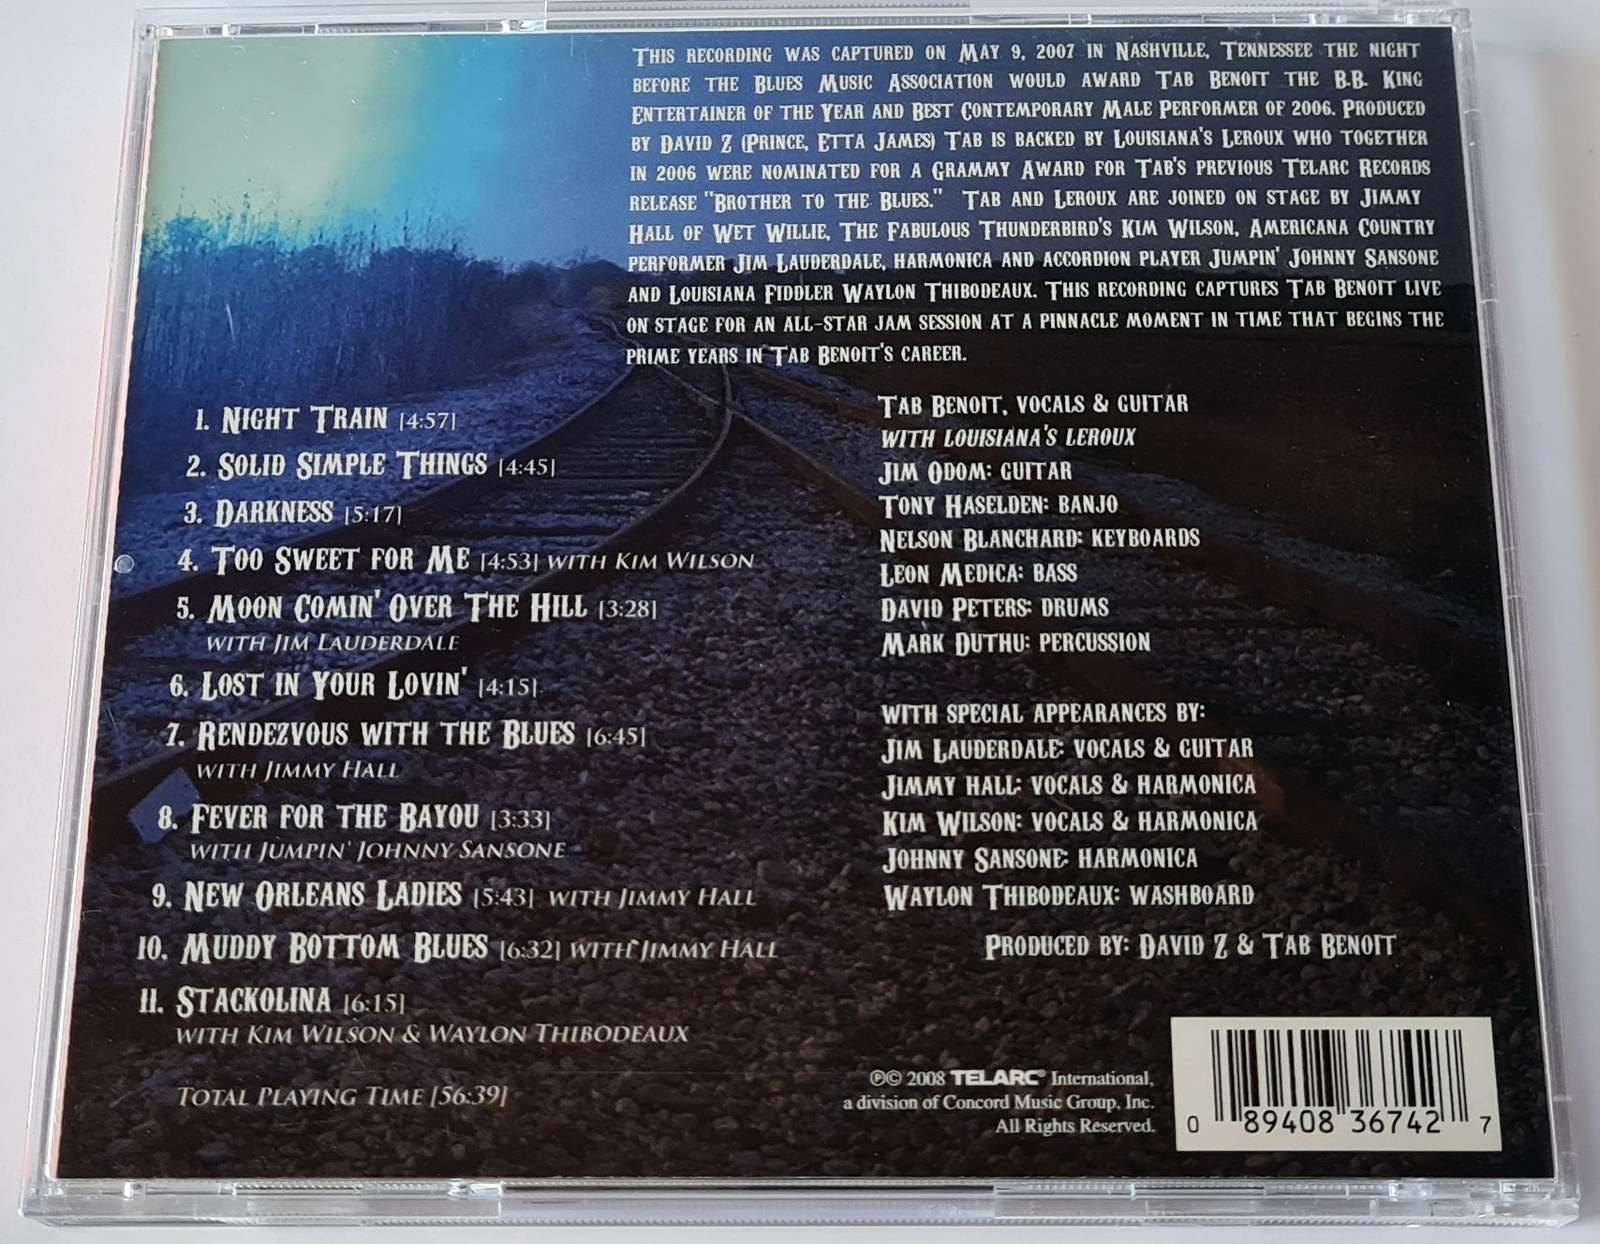 This recording was captured on May 9, 2007 in Nashville, Tennessee the night
before the Blues Music Association would award Tab Benoit the B.B. King
Entertainer of the Year and Best Contemporary Male Performer of 2006. Produced
by David Z (Prince, Etta James) Tab is backed by Louisiana's Leroux who together
in 2006 were nominated for a Grammy Award for Tab's previous Telarc Records
release "Brother to the Blues." Tab and Leroux are joined on stage by Jimmy
Hall of Wet Willie, The Fabulous Thunderbird's Kim Wilson, Americana Country
performer Jim Lauderdale, harmonica and accordion player Jumpin' Johnny Sansone
and Louisiana Fiddler Waylon Thibodeaux. This recording captures Tab Benoit live
on stage for an all-star jam session at a pinnacle moment in time that begins the
prime years in Tab Benoit's career.
1. Night Train [4:57]
2. Solid Simple Things [4:45]
3. Darkness [5:17]
4. Too Sweet for Me [4:53] with Kim Wilson
5. Moon Comin' Over The Hill [3:28]
with Jim Lauderdale
6. Lost in Your Lovin' [4:15]
7. Rendezvous with the Blues [6:45]
with Jimmy Hall
8. Fever for the Bayou [3:33]
with Jumpin' Johnny Sansone
9. New Orleans Ladies [5:43] with Jimmy Hall
10. Muddy Bottom Blues [6:32] with Jimmy Hall
11. Stackolina [6:15]
with Kim Wilson & Waylon Thibodeaux
Total Playing Time [56:39]
Tab Benoit, vocals & guitar
with Louisiana's Leroux
Jim Odom: guitar
Tony Haselden: banjo
Nelson Blanchard: keyboards
Leon Medica: bass
David Peters: drums
Mark Duthu: percussion
with special appearances by:
Jim Lauderdale: vocals & guitar
Jimmy Hall: vocals & harmonica
Kim Wilson: vocals & harmonica
Johnny Sansone: harmonica
Waylon Thibodeaux: washboard
Produced by: David Z & Tab Benoit
℗© 2008 TELARC® International,
a division of Concord Music Group, Inc.
All Rights Reserved.
0 89408 36742 7